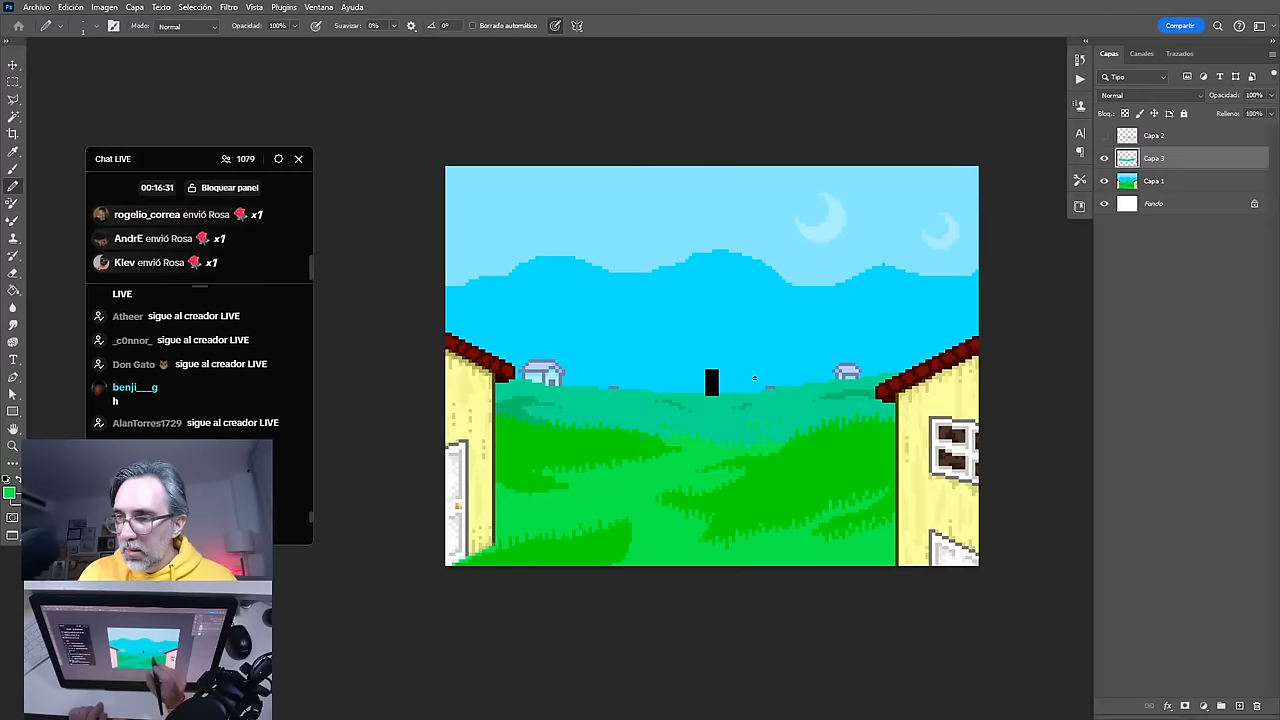 Ps Archivo Edición Imagen Capa Texto Selección Filtro Vista Plugins Ventana Ayuda
1 Modo: Normal Opacidad: 100% Suavizar: 0% 0° Borrado automático Compartir
Capas Canales Trazados
Tipo
Normal Opacidad: 100%
Bloq.: Relleno: 100%
Capa 2
Capa 3
Capa 1
Fondo
Chat LIVE 1079
00:16:31 Bloquear panel
rogelio_correa envió Rosa x1
AndrE envió Rosa x1
Klev envió Rosa x1
LIVE
Atheer sigue al creador LIVE
_c0nnor_ sigue al creador LIVE
Don Gato sigue al creador LIVE
benji___g
h
AlanTorres1729 sigue al creador LIVE